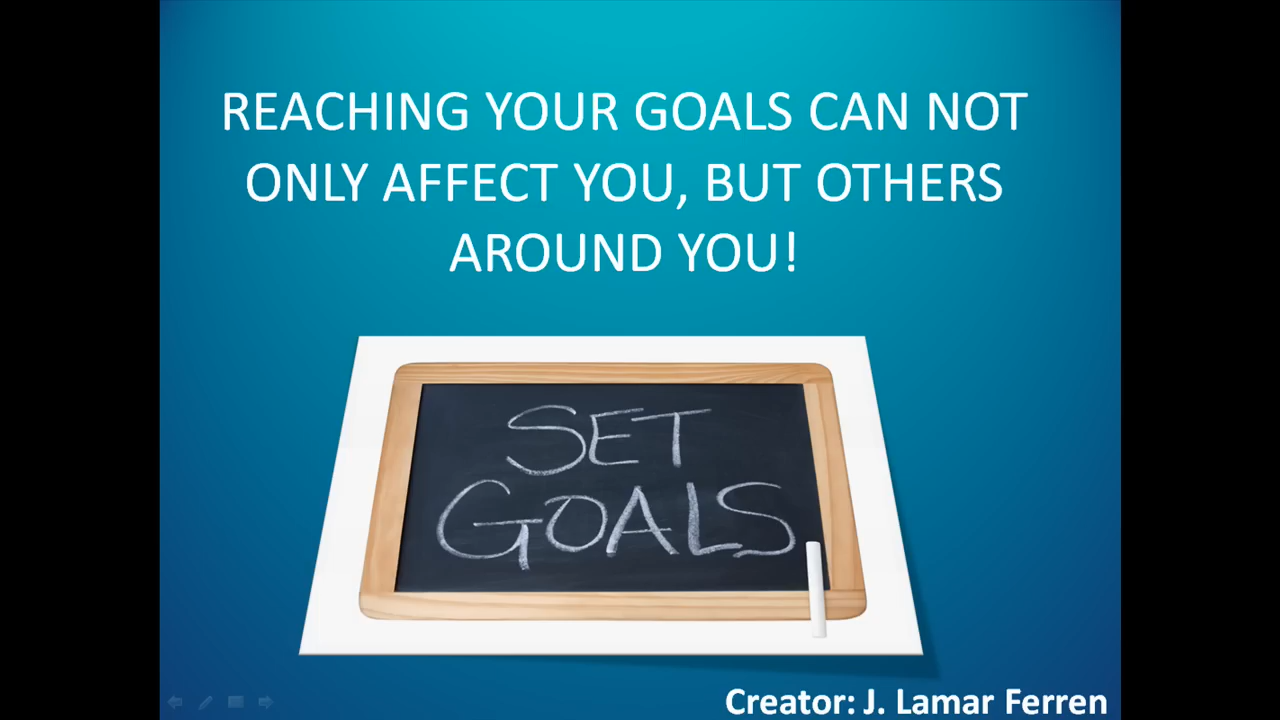 REACHING YOUR GOALS CAN NOT
ONLY AFFECT YOU, BUT OTHERS
AROUND YOU!
SET
GOALS
Creator: J. Lamar Ferren